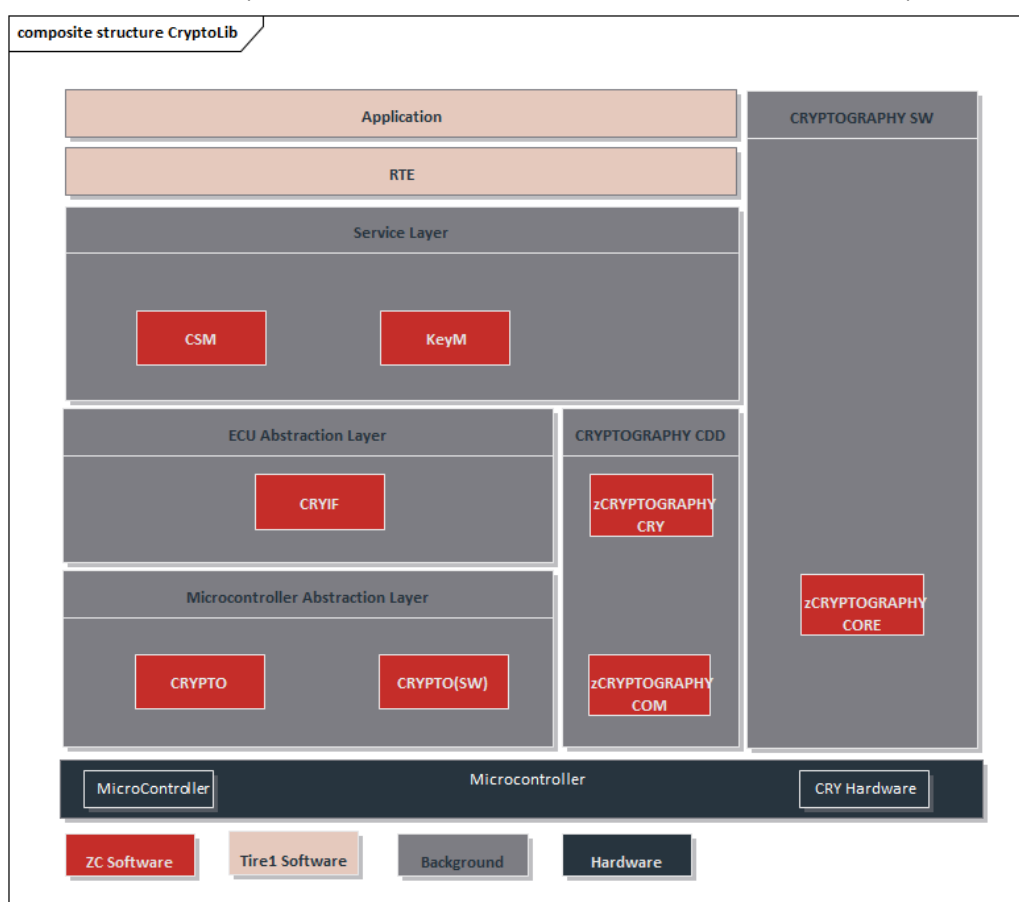 composite structure CryptoLib
Application
CRYPTOGRAPHY SW
RTE
Service Layer
CSM
KeyM
ECU Abstraction Layer
CRYPTOGRAPHY CDD
CRYIF
zCRYPTOGRAPHY
CRY
Microcontroller Abstraction Layer
zCRYPTOGRAPHY
CORE
CRYPTO
CRYPTO(SW)
zCRYPTOGRAPHY
COM
Microcontroller
MicroController
CRY Hardware
ZC Software
Tire1 Software
Background
Hardware